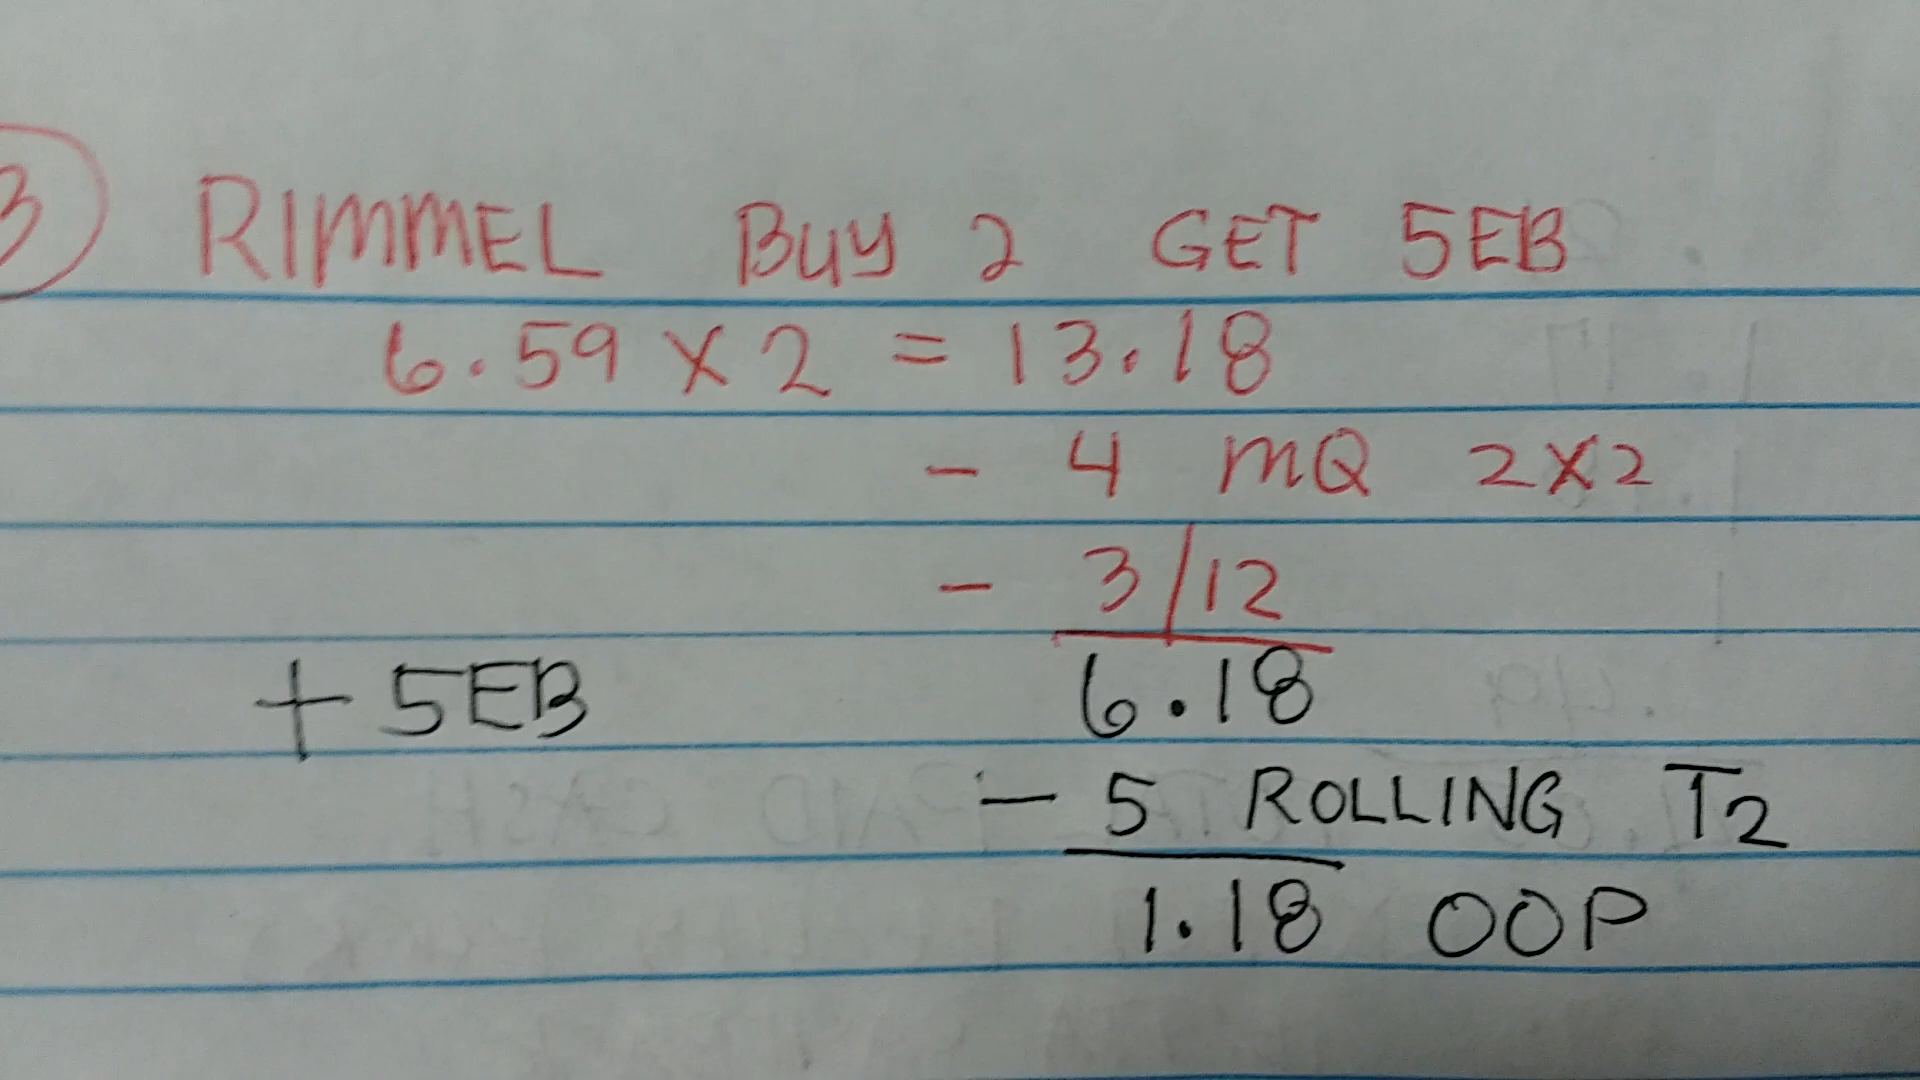 3 RIMMEL BUY 2 GET 5EB
6.59 x 2 = 13.18
- 4 MQ 2x2
- 3/12
+ 5EB 6.18
- 5 ROLLING T2
1.18 OOP